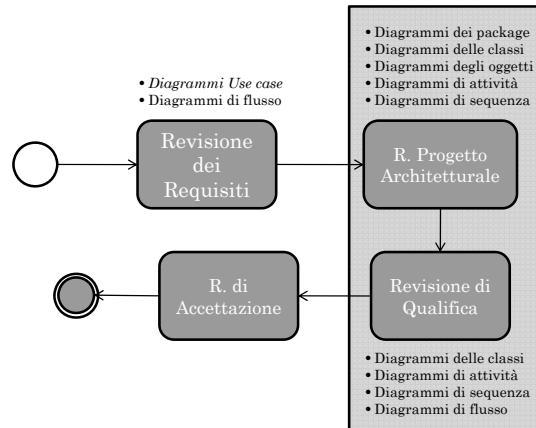 • Diagrammi dei package
• Diagrammi delle classi
• Diagrammi degli oggetti
• Diagrammi di attività
• Diagrammi di sequenza
• Diagrammi Use case
• Diagrammi di flusso
Revisione
dei
Requisiti
R. Progetto
Architetturale
R. di
Accettazione
Revisione di
Qualifica
• Diagrammi delle classi
• Diagrammi di attività
• Diagrammi di sequenza
• Diagrammi di flusso